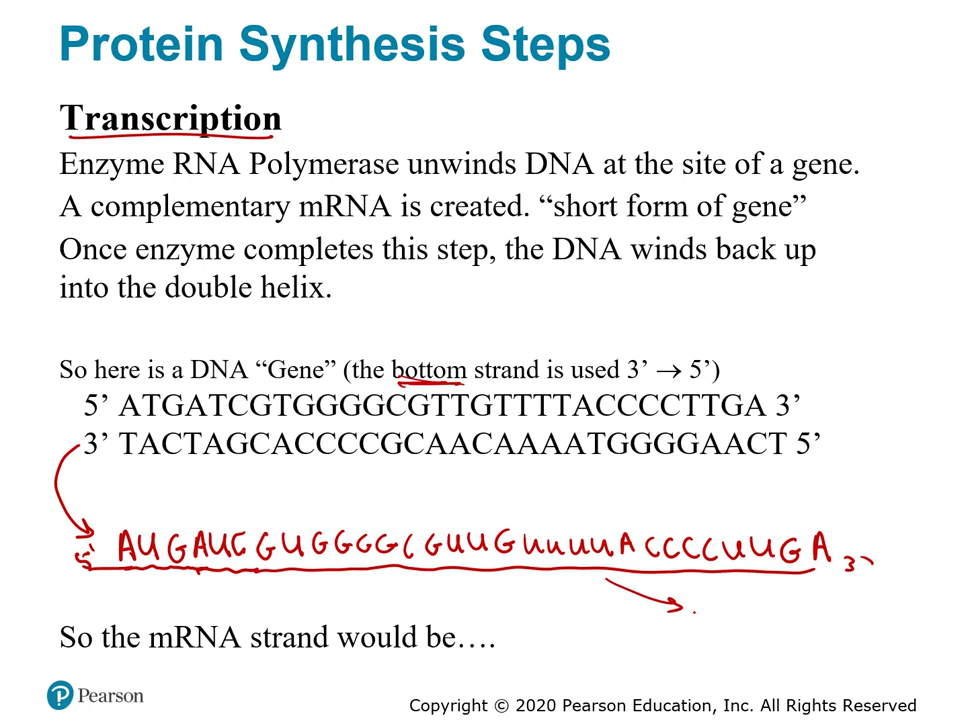 Protein Synthesis Steps
Transcription
Enzyme RNA Polymerase unwinds DNA at the site of a gene.
A complementary mRNA is created. “short form of gene”
Once enzyme completes this step, the DNA winds back up
into the double helix.
So here is a DNA “Gene” (the bottom strand is used 3’ → 5’)
5’ ATGATCGTGGGGCGTTGTTTTACCCCTTGA 3’
3’ TACTAGCACCCCGCAACAAAATGGGGAACT 5’
5' AUGAUCGUGGGGCGUUGUUUUACCCCUUGA 3'
So the mRNA strand would be….
Pearson
Copyright © 2020 Pearson Education, Inc. All Rights Reserved